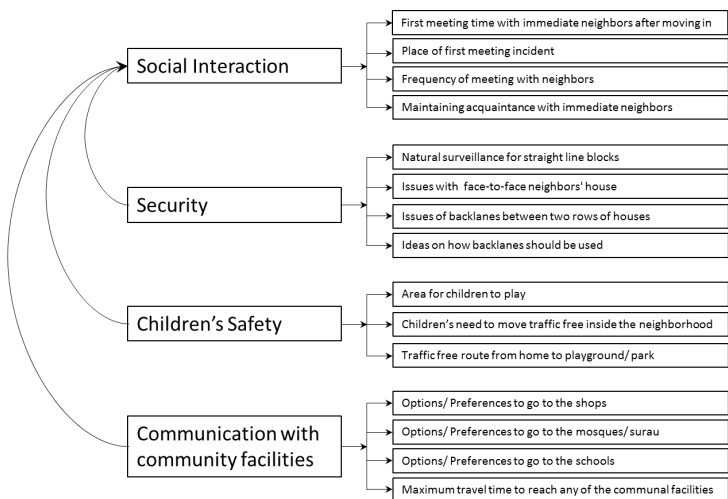 Social Interaction
First meeting time with immediate neighbors after moving in
Place of first meeting incident
Frequency of meeting with neighbors
Maintaining acquaintance with immediate neighbors
Security
Natural surveillance for straight line blocks
Issues with face-to-face neighbors' house
Issues of backlanes between two rows of houses
Ideas on how backlanes should be used
Children's Safety
Area for children to play
Children's need to move traffic free inside the neighborhood
Traffic free route from home to playground/ park
Communication with
community facilities
Options/ Preferences to go to the shops
Options/ Preferences to go to the mosques/ surau
Options/ Preferences to go to the schools
Maximum travel time to reach any of the communal facilities